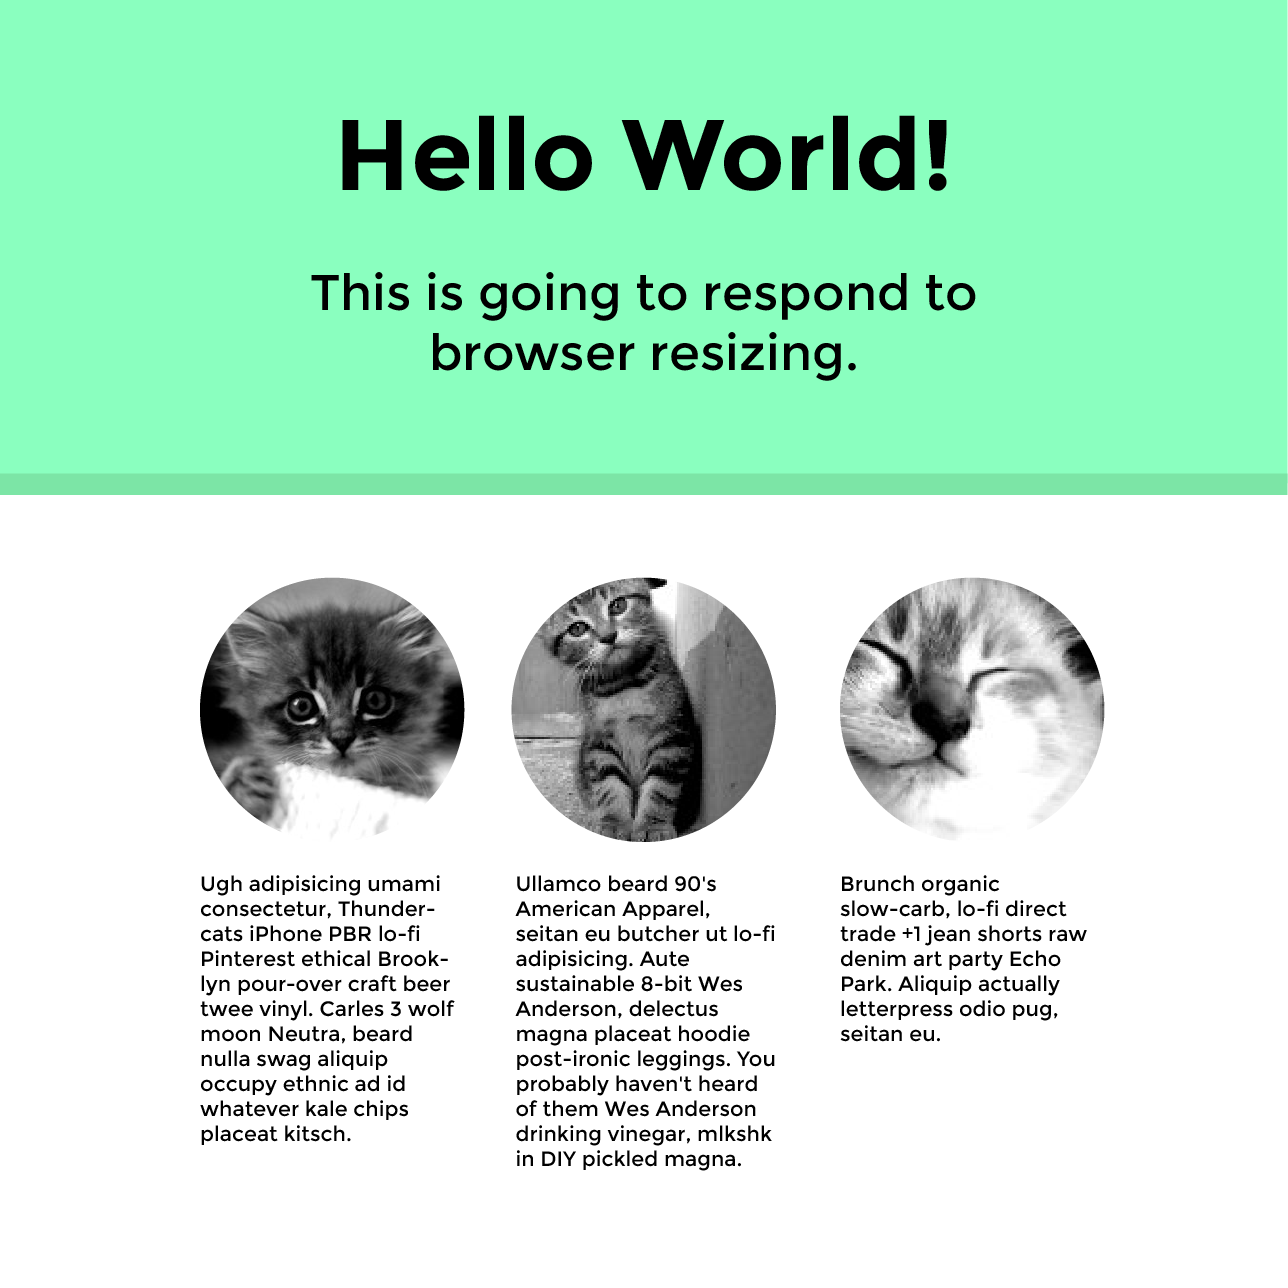 Hello World!
This is going to respond to
browser resizing.
Ugh adipisicing umami
consectetur, Thunder-
cats iPhone PBR lo-fi
Pinterest ethical Brook-
lyn pour-over craft beer
twee vinyl. Carles 3 wolf
moon Neutra, beard
nulla swag aliquip
occupy ethnic ad id
whatever kale chips
placeat kitsch.
Ullamco beard 90's
American Apparel,
seitan eu butcher ut lo-fi
adipisicing. Aute
sustainable 8-bit Wes
Anderson, delectus
magna placeat hoodie
post-ironic leggings. You
probably haven't heard
of them Wes Anderson
drinking vinegar, mlkshk
in DIY pickled magna.
Brunch organic
slow-carb, lo-fi direct
trade +1 jean shorts raw
denim art party Echo
Park. Aliquip actually
letterpress odio pug,
seitan eu.